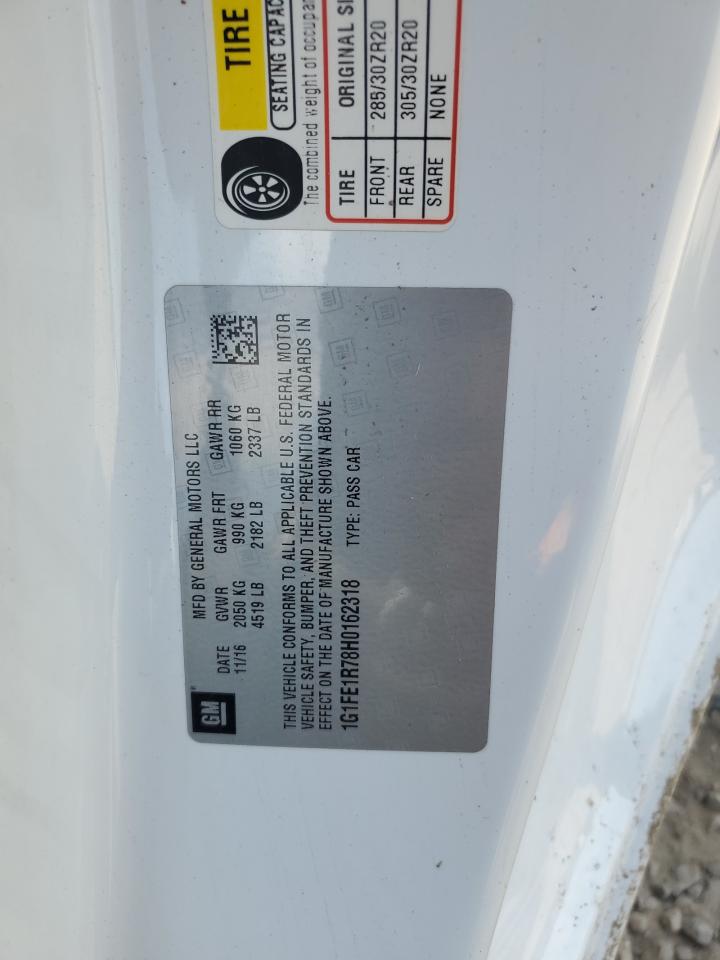 TIRE
SEATING CAPAC
The combined weight of occupan
TIRE ORIGINAL SI
FRONT 285/30ZR20
REAR 305/30ZR20
SPARE NONE
GM
MFD BY GENERAL MOTORS LLC
DATE GVWR GAWR FRT GAWR RR
11/16 2050 KG 990 KG 1060 KG
4519 LB 2182 LB 2337 LB
THIS VEHICLE CONFORMS TO ALL APPLICABLE U.S. FEDERAL MOTOR
VEHICLE SAFETY, BUMPER, AND THEFT PREVENTION STANDARDS IN
EFFECT ON THE DATE OF MANUFACTURE SHOWN ABOVE.
1G1FE1R78H0162318 TYPE: PASS CAR